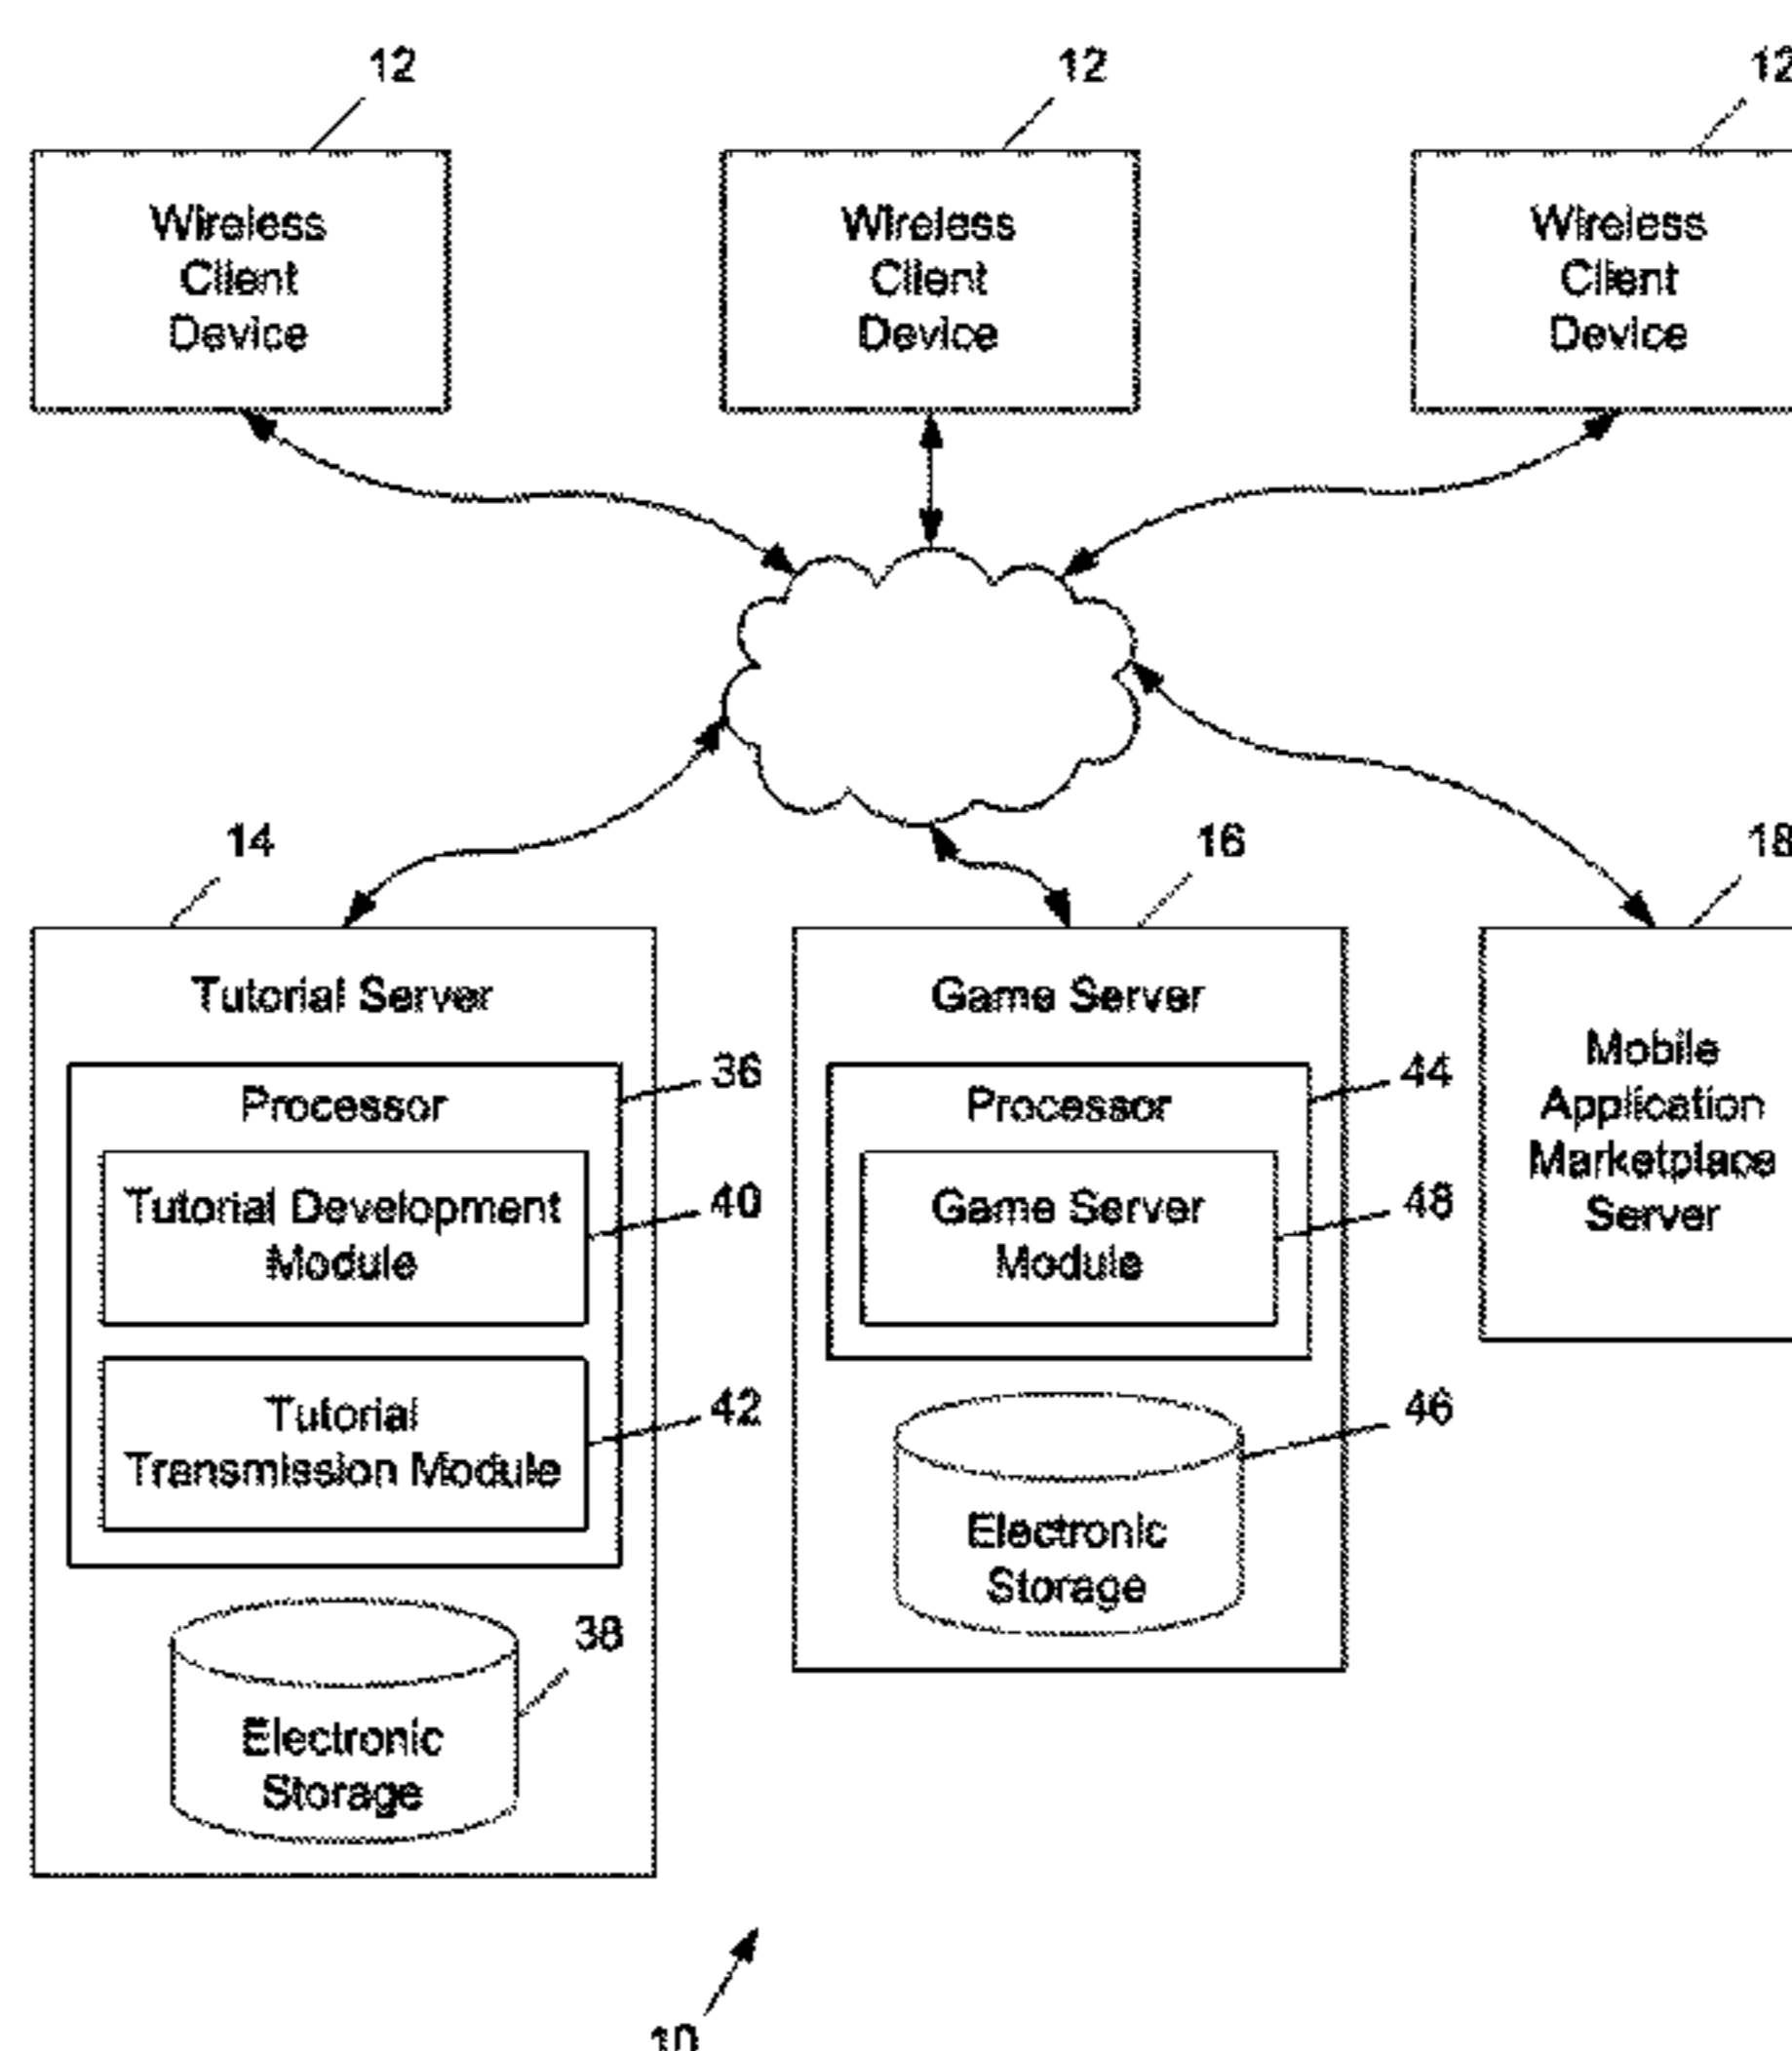 12
12
12
Wireless
Client
Device
Wireless
Client
Device
Wireless
Client
Device
14
16
18
Tutorial Server
Processor
36
Tutorial Development
Module
40
Tutorial
Transmission Module
42
Electronic
Storage
38
Game Server
Processor
44
Game Server
Module
48
Electronic
Storage
46
Mobile
Application
Marketplace
Server
10